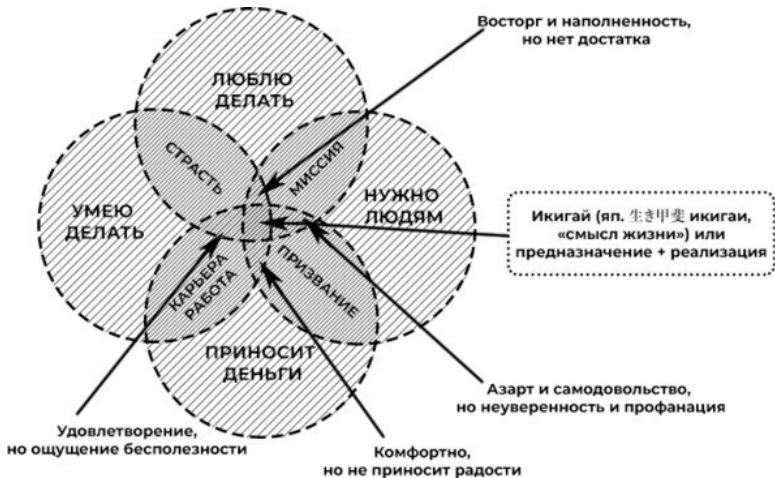 Восторг и наполненность,
но нет достатка
ЛЮБЛЮ
ДЕЛАТЬ
СТРАСТЬ
МИССИЯ
УМЕЮ
ДЕЛАТЬ
НУЖНО
ЛЮДЯМ
Икигай (яп. 生き甲斐 икигаи,
«смысл жизни») или
предназначение + реализация
КАРЬЕРА
РАБОТА
ПРИЗВАНИЕ
ПРИНОСИТ
ДЕНЬГИ
Азарт и самодовольство,
но неуверенность и профанация
Удовлетворение,
но ощущение бесполезности
Комфортно,
но не приносит радости